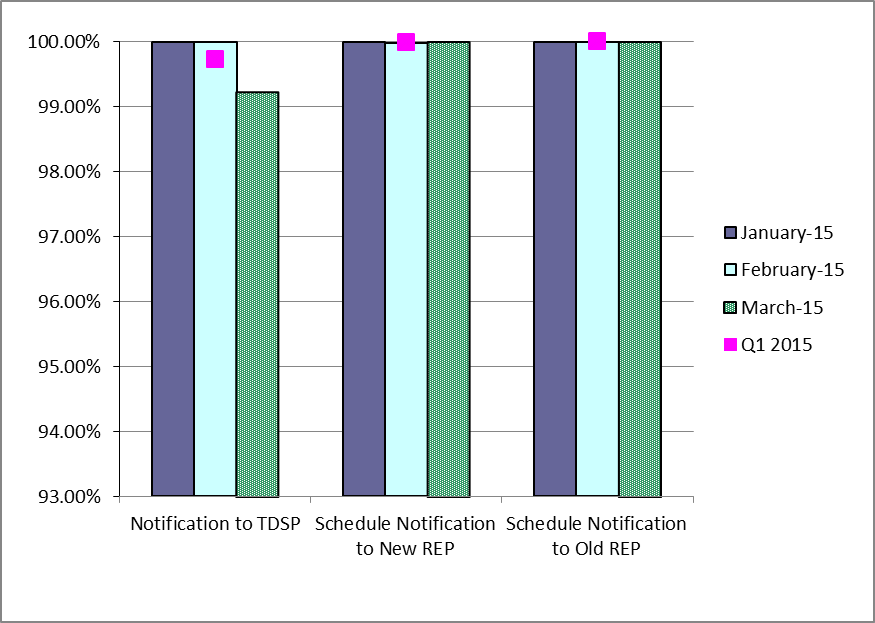 100.00%
99.00%
98.00%
97.00%
96.00%
95.00%
94.00%
93.00%
Notification to TDSP
Schedule Notification
to New REP
Schedule Notification
to Old REP
January-15
February-15
March-15
Q1 2015